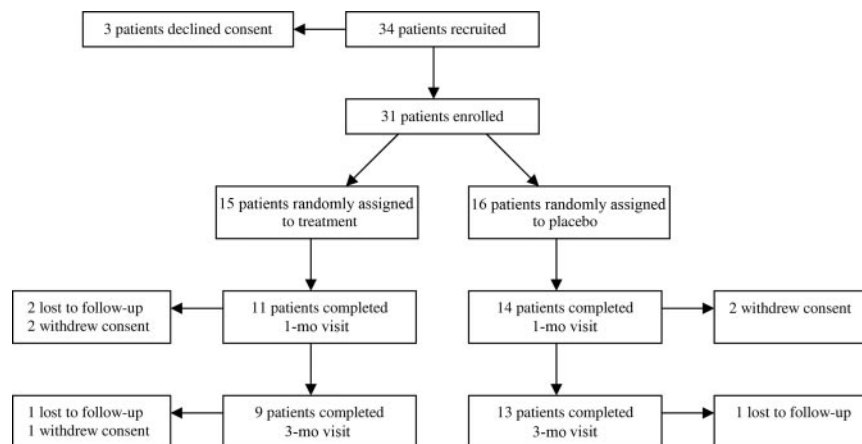 3 patients declined consent
34 patients recruited
31 patients enrolled
15 patients randomly assigned
to treatment
16 patients randomly assigned
to placebo
2 lost to follow-up
2 withdrew consent
11 patients completed
1-mo visit
14 patients completed
1-mo visit
2 withdrew consent
1 lost to follow-up
1 withdrew consent
9 patients completed
3-mo visit
13 patients completed
3-mo visit
1 lost to follow-up